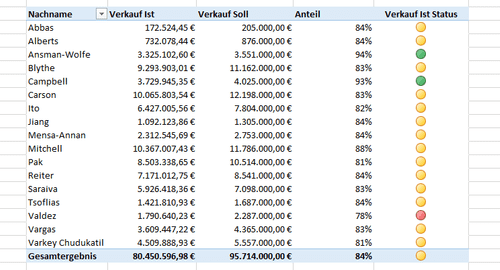 Nachname Verkauf Ist Verkauf Soll Anteil Verkauf Ist Status
Abbas 172.524,45 € 205.000,00 € 84%
Alberts 732.078,44 € 876.000,00 € 84%
Ansman-Wolfe 3.325.102,60 € 3.551.000,00 € 94%
Blythe 9.293.903,01 € 11.162.000,00 € 83%
Campbell 3.729.945,35 € 4.025.000,00 € 93%
Carson 10.065.803,54 € 12.198.000,00 € 83%
Ito 6.427.005,56 € 7.804.000,00 € 82%
Jiang 1.092.123,86 € 1.305.000,00 € 84%
Mensa-Annan 2.312.545,69 € 2.753.000,00 € 84%
Mitchell 10.367.007,43 € 11.786.000,00 € 88%
Pak 8.503.338,65 € 10.514.000,00 € 81%
Reiter 7.171.012,75 € 8.541.000,00 € 84%
Saraiva 5.926.418,36 € 7.098.000,00 € 83%
Tsoflias 1.421.810,93 € 1.687.000,00 € 84%
Valdez 1.790.640,23 € 2.287.000,00 € 78%
Vargas 3.609.447,22 € 4.365.000,00 € 83%
Varkey Chudukatil 4.509.888,93 € 5.557.000,00 € 81%
Gesamtergebnis 80.450.596,98 € 95.714.000,00 € 84%